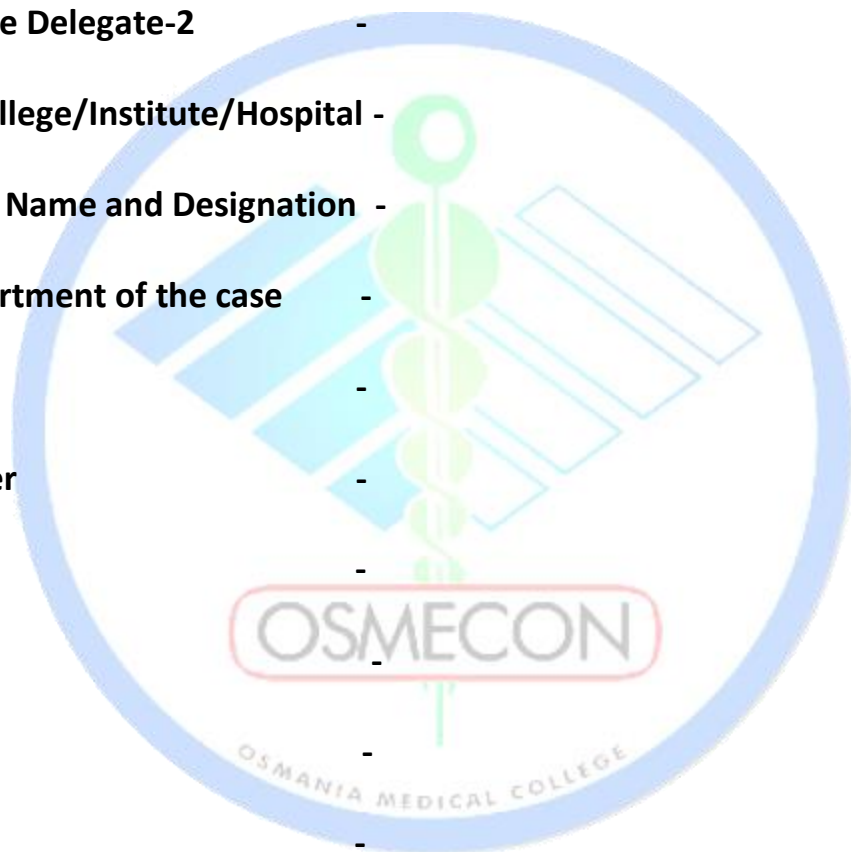 e Delegate-2 -
llege/Institute/Hospital -
Name and Designation -
rtment of the case -
-
er -
-
OSMECON
-
-
OSMANIA MEDICAL COLLEGE
-